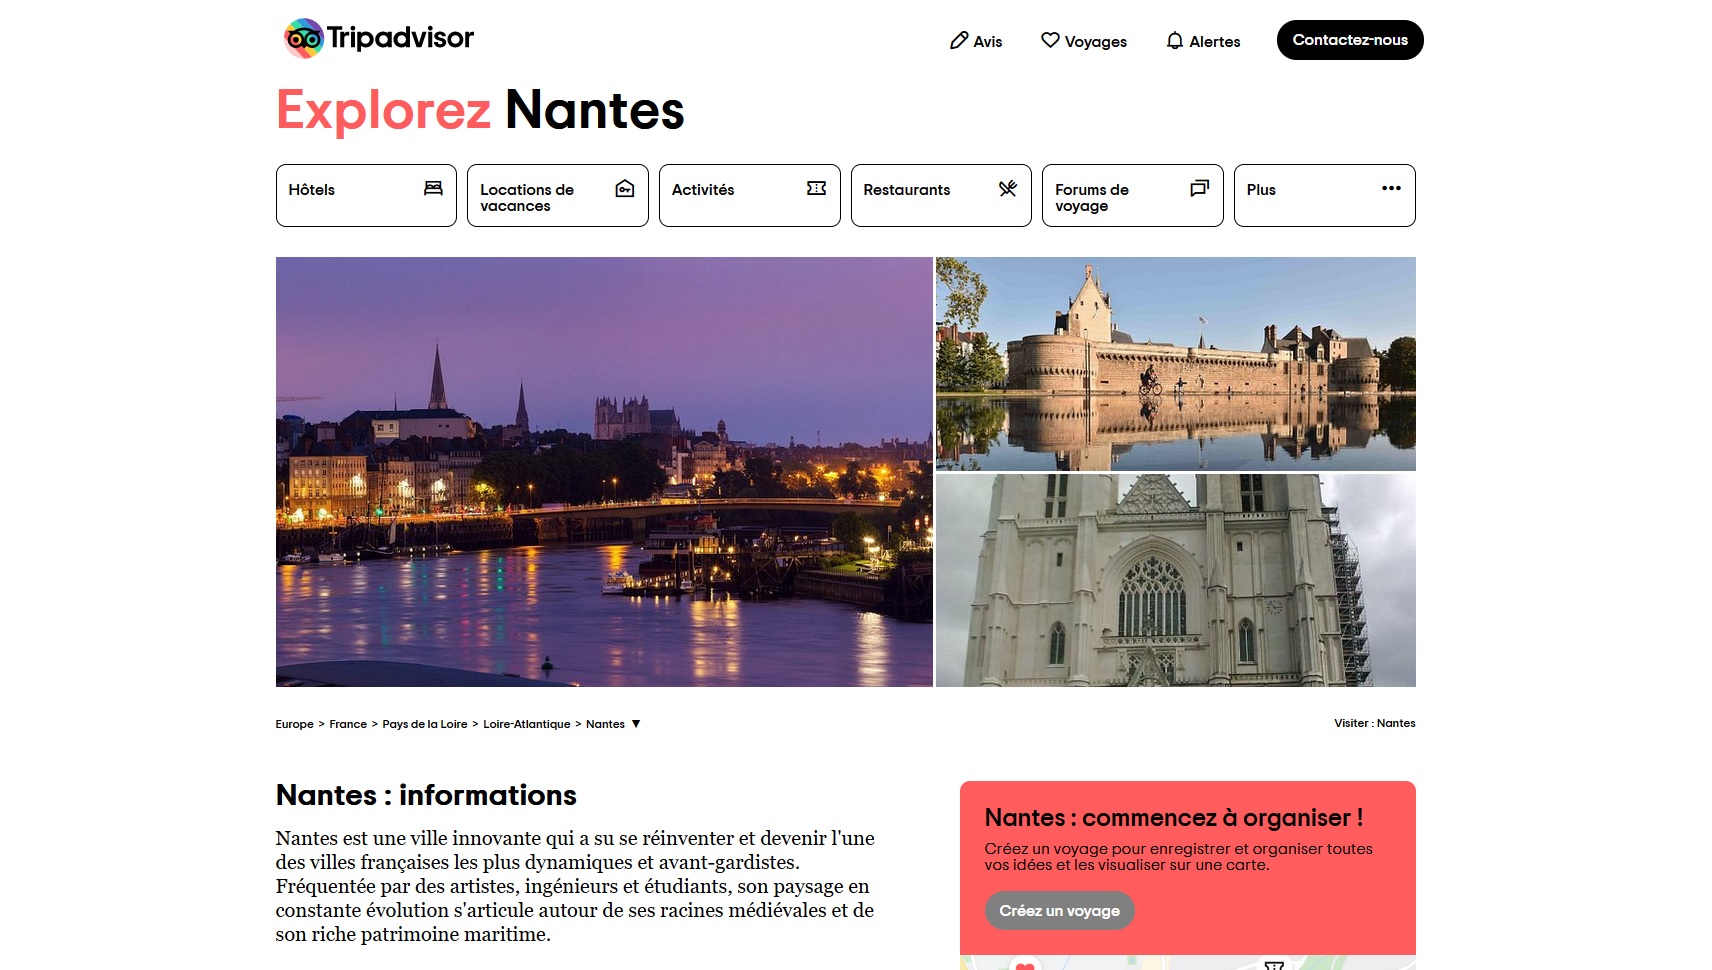 Tripadvisor
Avis
Voyages
Alertes
Contactez-nous
Explorez Nantes
Hôtels
Locations de
vacances
Activités
Restaurants
Forums de
voyage
Plus
Europe > France > Pays de la Loire > Loire-Atlantique > Nantes ▼
Visiter : Nantes
Nantes : informations
Nantes est une ville innovante qui a su se réinventer et devenir l'une
des villes françaises les plus dynamiques et avant-gardistes.
Fréquentée par des artistes, ingénieurs et étudiants, son paysage en
constante évolution s'articule autour de ses racines médiévales et de
son riche patrimoine maritime.
Nantes : commencez à organiser !
Créez un voyage pour enregistrer et organiser toutes
vos idées et les visualiser sur une carte.
Créez un voyage